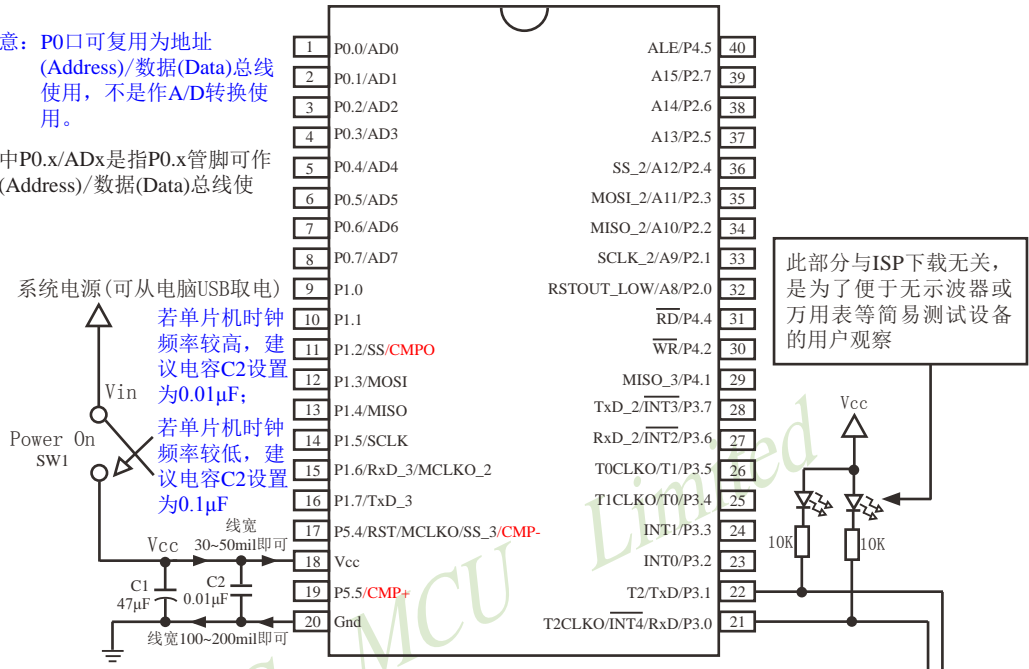 意：P0口可复用为地址
(Address)/数据(Data)总线
使用，不是作A/D转换使
用。
中P0.x/ADx是指P0.x管脚可作
(Address)/数据(Data)总线使
系统电源(可从电脑USB取电)
若单片机时钟
频率较高，建
议电容C2设置
为0.01μF；
若单片机时钟
频率较低，建
议电容C2设置
为0.1μF
Vin
Power On
SW1
线宽
Vcc 30~50mil即可
C1
47μF
C2
0.01μF
线宽100~200mil即可
1 P0.0/AD0
2 P0.1/AD1
3 P0.2/AD2
4 P0.3/AD3
5 P0.4/AD4
6 P0.5/AD5
7 P0.6/AD6
8 P0.7/AD7
9 P1.0
10 P1.1
11 P1.2/SS/CMPO
12 P1.3/MOSI
13 P1.4/MISO
14 P1.5/SCLK
15 P1.6/RxD_3/MCLKO_2
16 P1.7/TxD_3
17 P5.4/RST/MCLKO/SS_3/CMP-
18 Vcc
19 P5.5/CMP+
20 Gnd
ALE/P4.5 40
A15/P2.7 39
A14/P2.6 38
A13/P2.5 37
SS_2/A12/P2.4 36
MOSI_2/A11/P2.3 35
MISO_2/A10/P2.2 34
SCLK_2/A9/P2.1 33
RSTOUT_LOW/A8/P2.0 32
RD/P4.4 31
WR/P4.2 30
MISO_3/P4.1 29
TxD_2/INT3/P3.7 28
RxD_2/INT2/P3.6 27
T0CLKO/T1/P3.5 26
T1CLKO/T0/P3.4 25
INT1/P3.3 24
INT0/P3.2 23
T2/TxD/P3.1 22
T2CLKO/INT4/RxD/P3.0 21
此部分与ISP下载无关，
是为了便于无示波器或
万用表等简易测试设备
的用户观察
Vcc
10K
10K
MCU Limited